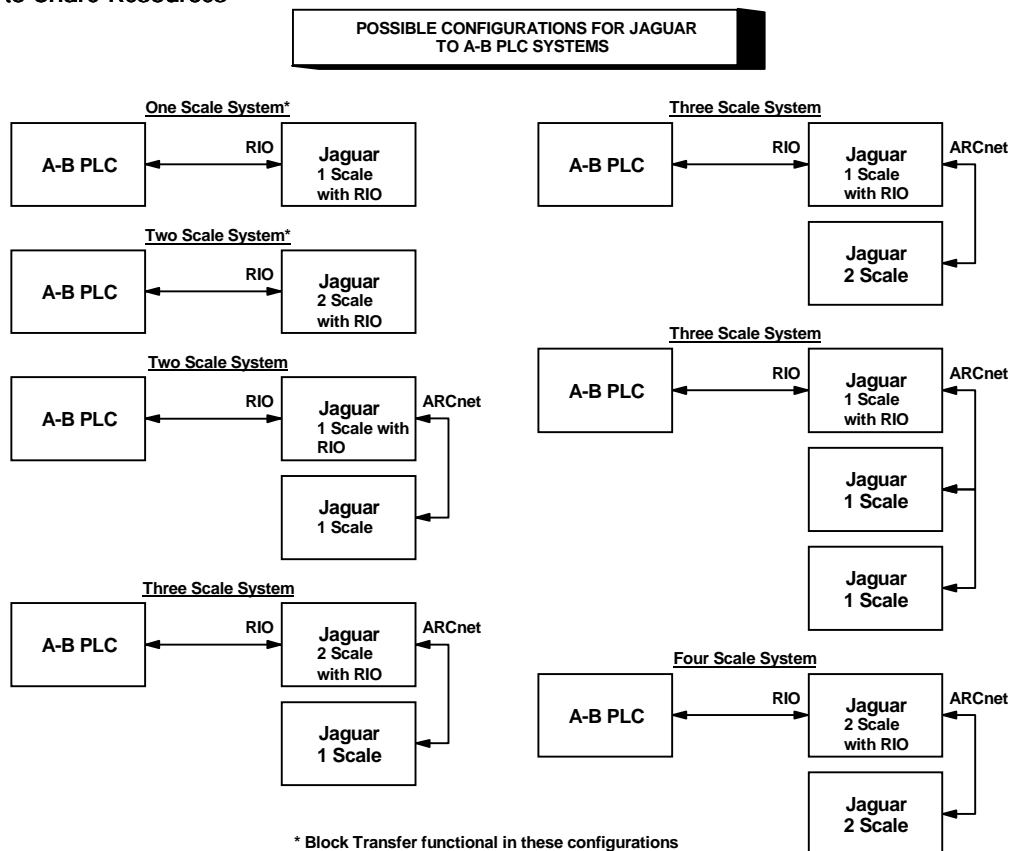 to Share Resources
POSSIBLE CONFIGURATIONS FOR JAGUAR
TO A-B PLC SYSTEMS
One Scale System*
A-B PLC
RIO
Jaguar
1 Scale
with RIO
Two Scale System*
A-B PLC
RIO
Jaguar
2 Scale
with RIO
Two Scale System
A-B PLC
RIO
Jaguar
1 Scale with
RIO
ARCnet
Jaguar
1 Scale
Three Scale System
A-B PLC
RIO
Jaguar
2 Scale
with RIO
ARCnet
Jaguar
1 Scale
Three Scale System
A-B PLC
RIO
Jaguar
1 Scale
with RIO
ARCnet
Jaguar
2 Scale
Three Scale System
A-B PLC
RIO
Jaguar
1 Scale
with RIO
ARCnet
Jaguar
1 Scale
Jaguar
1 Scale
Four Scale System
A-B PLC
RIO
Jaguar
2 Scale
with RIO
ARCnet
Jaguar
2 Scale
* Block Transfer functional in these configurations